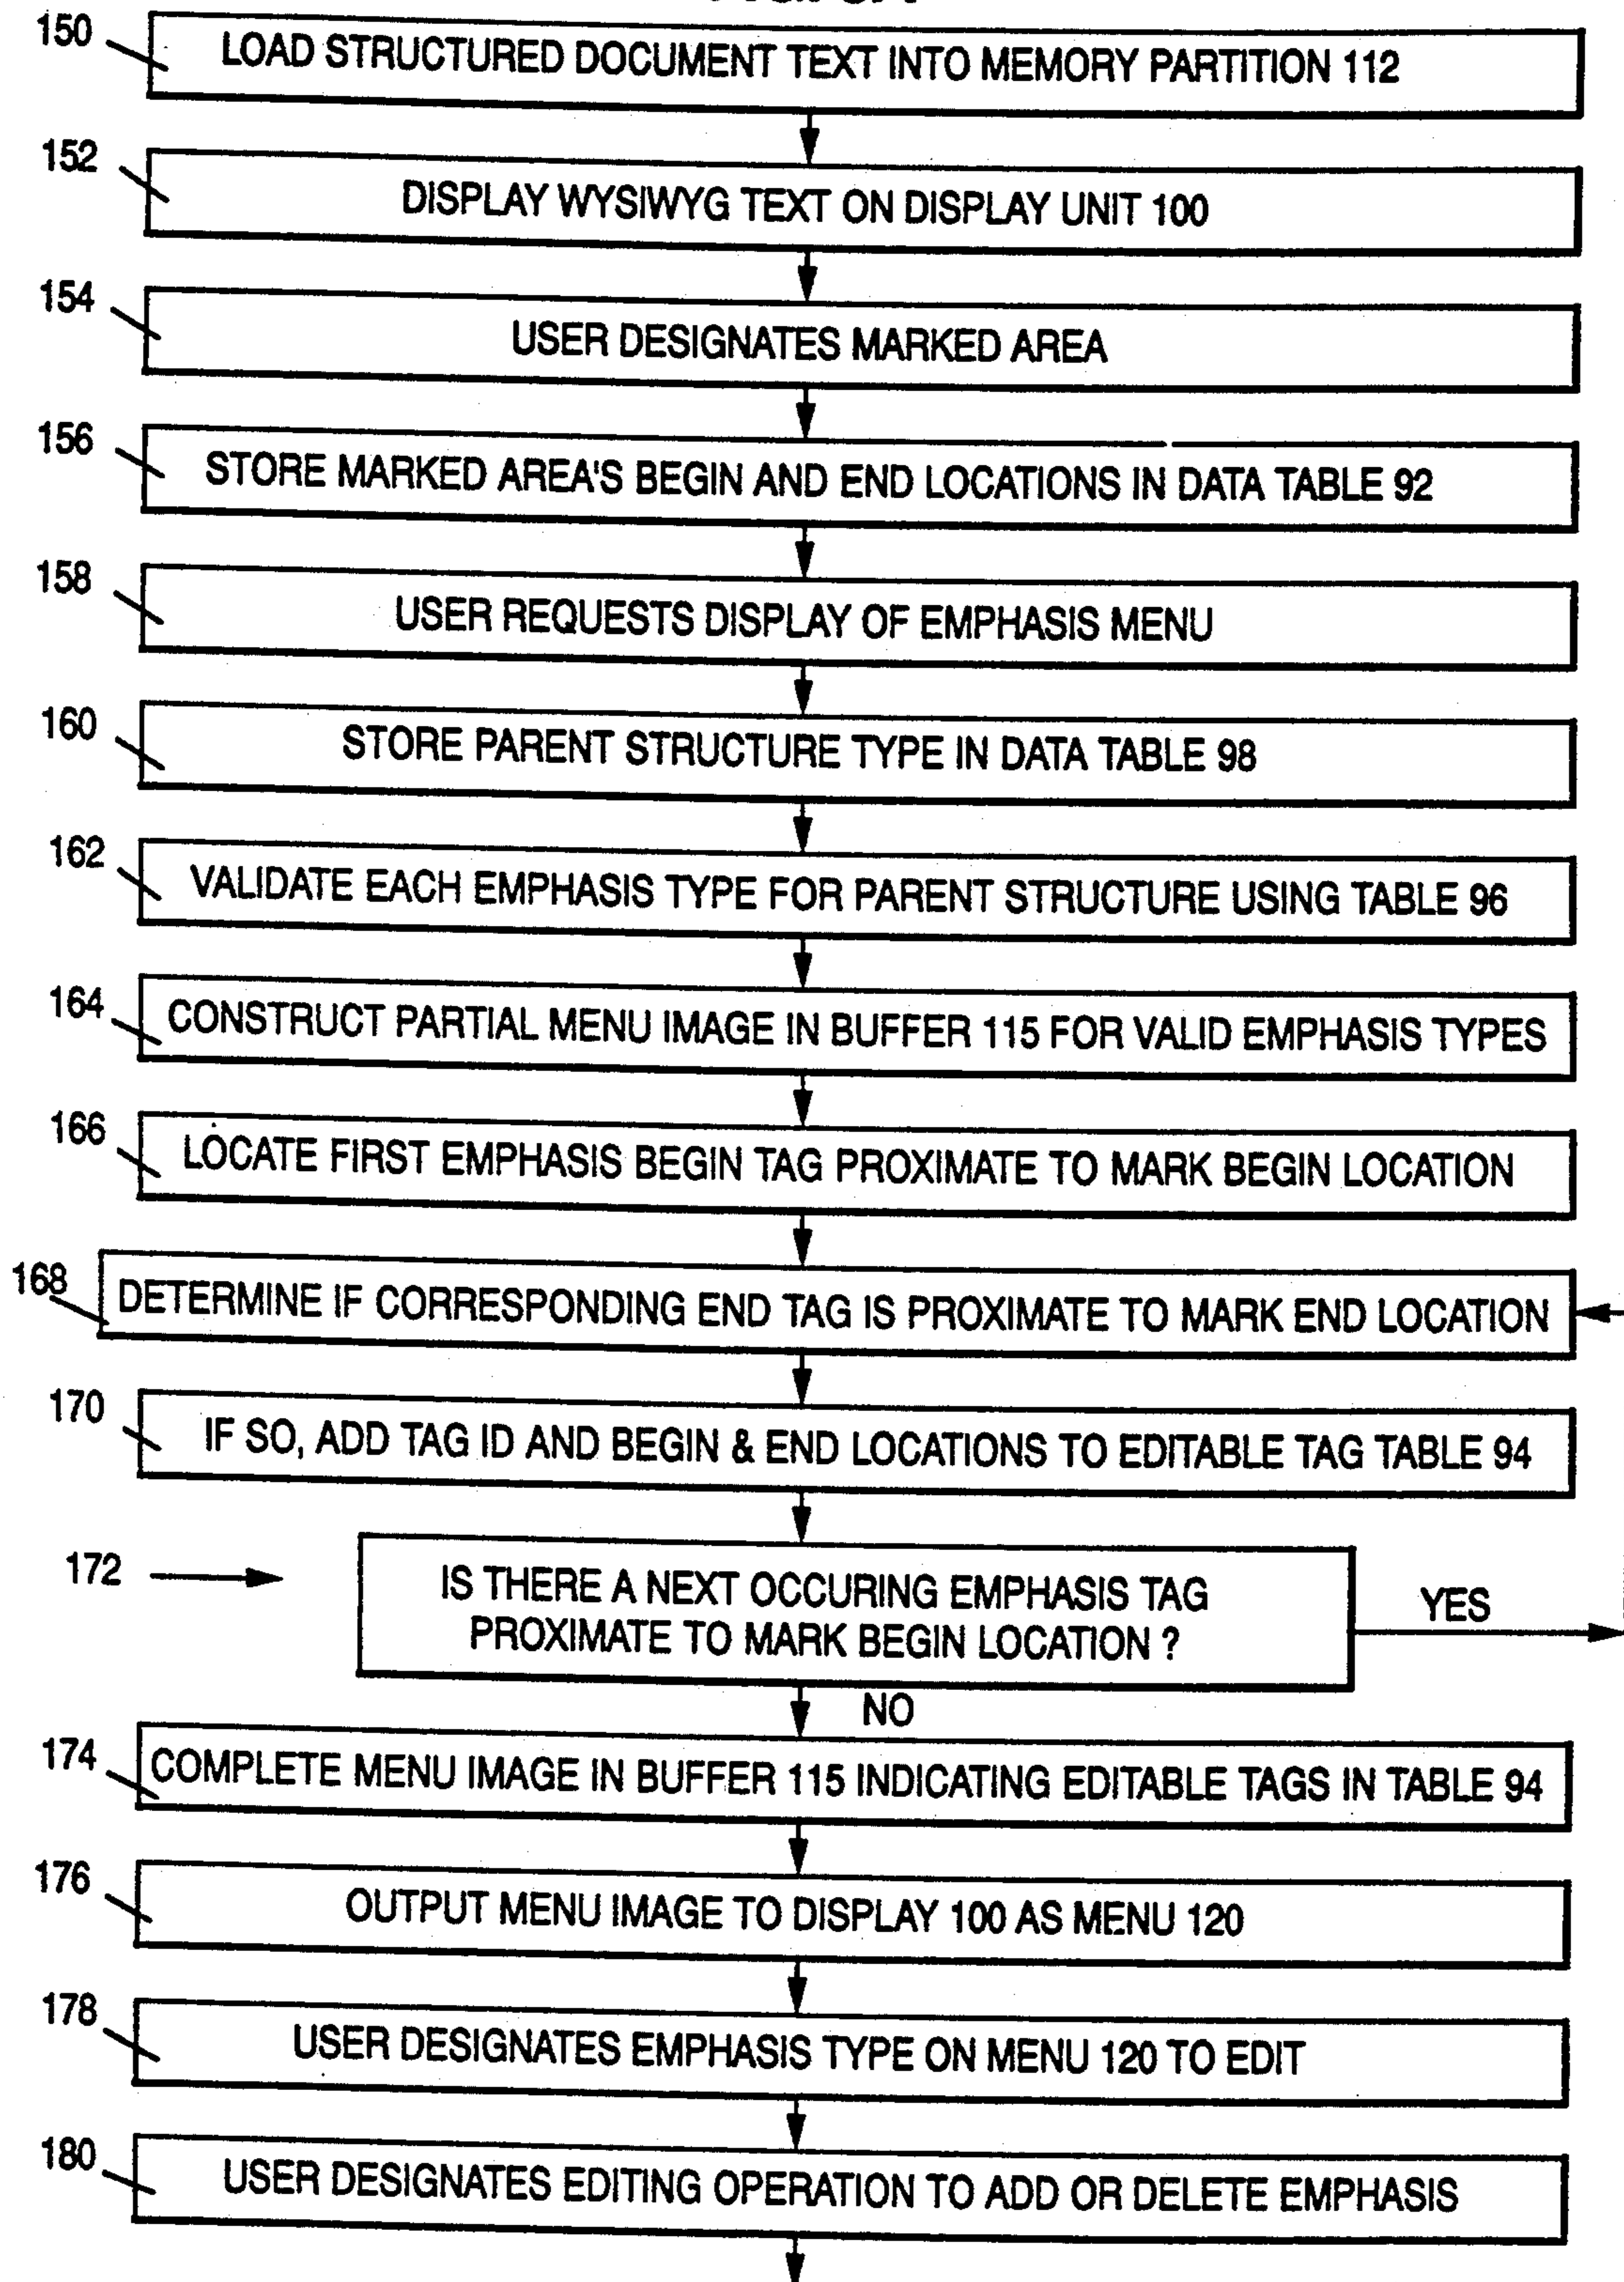 150
LOAD STRUCTURED DOCUMENT TEXT INTO MEMORY PARTITION 112
152
DISPLAY WYSIWYG TEXT ON DISPLAY UNIT 100
154
USER DESIGNATES MARKED AREA
156
STORE MARKED AREA'S BEGIN AND END LOCATIONS IN DATA TABLE 92
158
USER REQUESTS DISPLAY OF EMPHASIS MENU
160
STORE PARENT STRUCTURE TYPE IN DATA TABLE 98
162
VALIDATE EACH EMPHASIS TYPE FOR PARENT STRUCTURE USING TABLE 96
164
CONSTRUCT PARTIAL MENU IMAGE IN BUFFER 115 FOR VALID EMPHASIS TYPES
166
LOCATE FIRST EMPHASIS BEGIN TAG PROXIMATE TO MARK BEGIN LOCATION
168
DETERMINE IF CORRESPONDING END TAG IS PROXIMATE TO MARK END LOCATION
170
IF SO, ADD TAG ID AND BEGIN & END LOCATIONS TO EDITABLE TAG TABLE 94
172
IS THERE A NEXT OCCURING EMPHASIS TAG
PROXIMATE TO MARK BEGIN LOCATION ?
YES
NO
174
COMPLETE MENU IMAGE IN BUFFER 115 INDICATING EDITABLE TAGS IN TABLE 94
176
OUTPUT MENU IMAGE TO DISPLAY 100 AS MENU 120
178
USER DESIGNATES EMPHASIS TYPE ON MENU 120 TO EDIT
180
USER DESIGNATES EDITING OPERATION TO ADD OR DELETE EMPHASIS